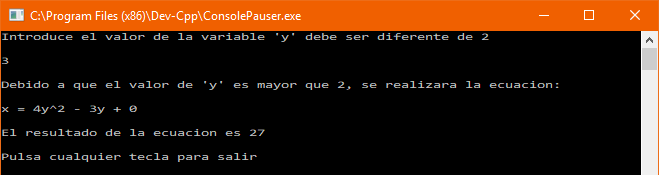 C:\Program Files (x86)\Dev-Cpp\ConsolePauser.exe
Introduce el valor de la variable 'y' debe ser diferente de 2
3
Debido a que el valor de 'y' es mayor que 2, se realizara la ecuacion:
x = 4y^2 - 3y + 0
El resultado de la ecuacion es 27
Pulsa cualquier tecla para salir